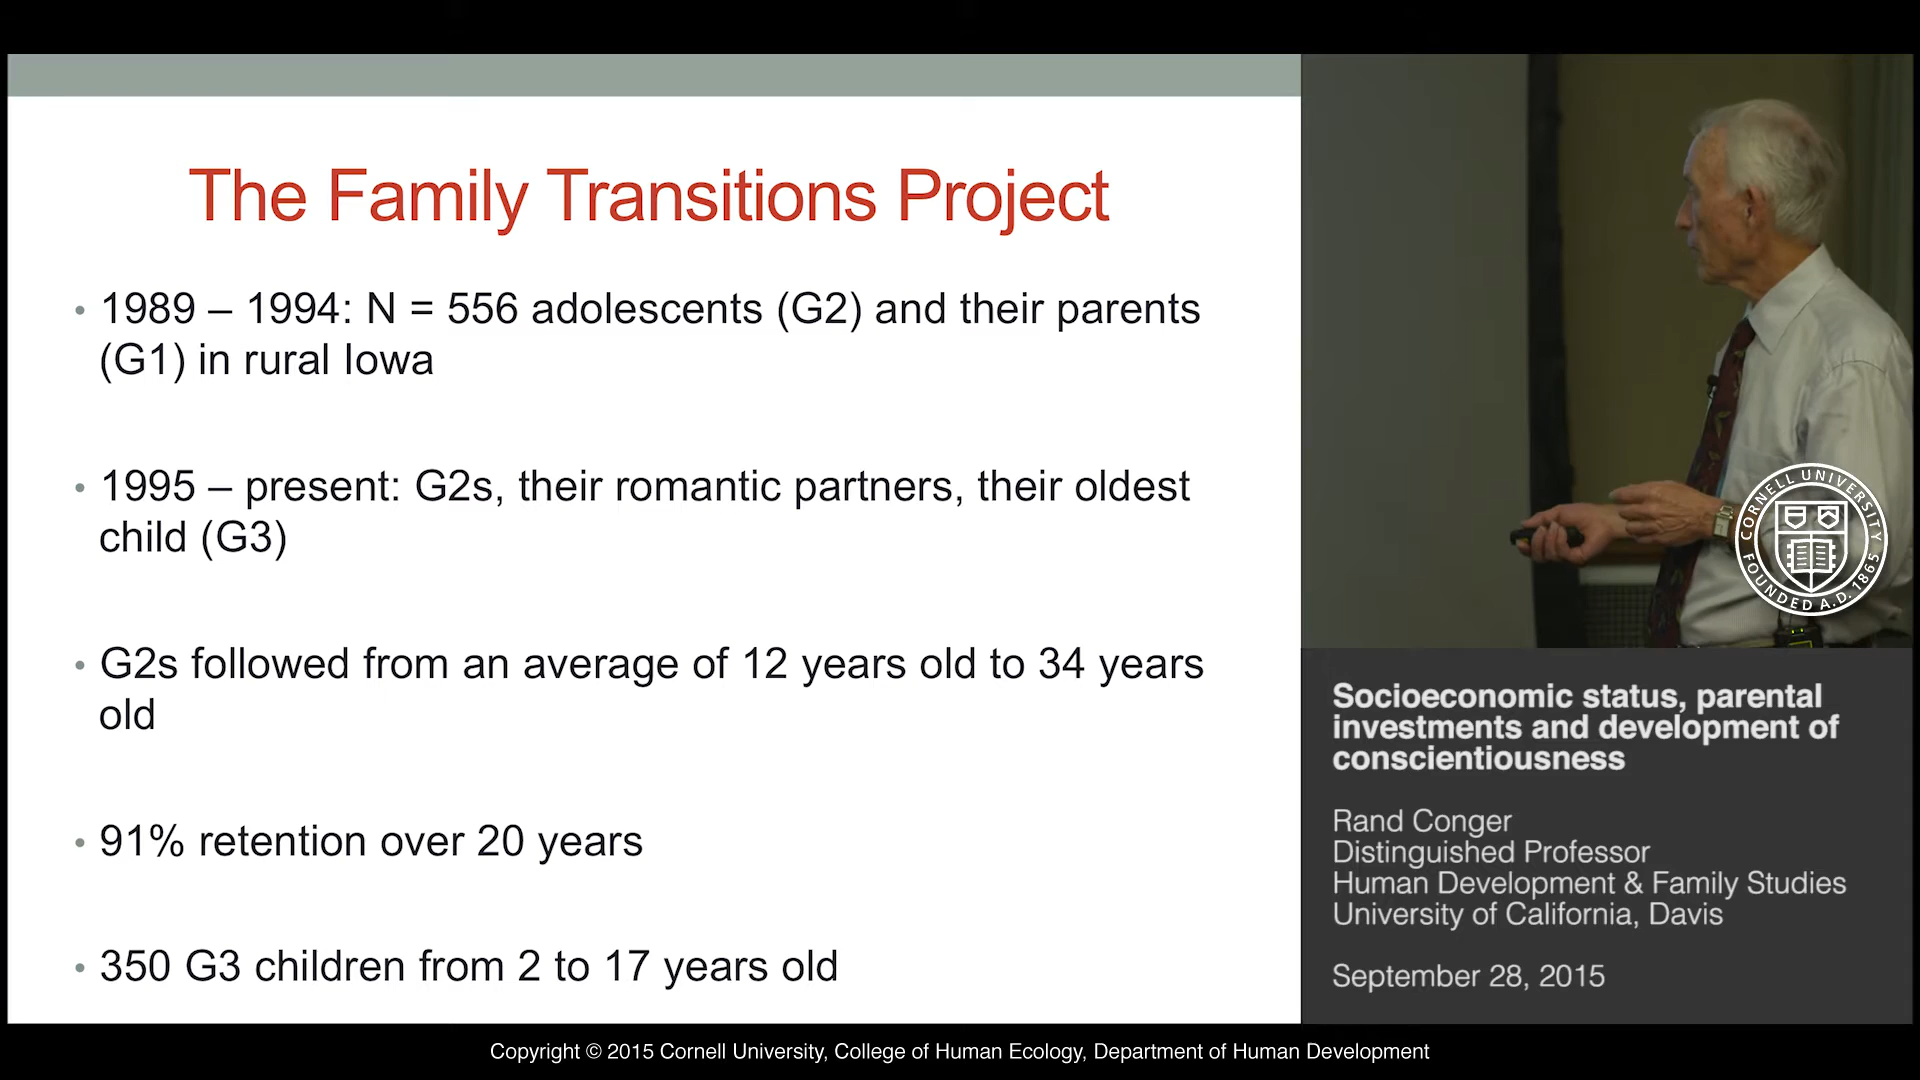 The Family Transitions Project
• 1989 – 1994: N = 556 adolescents (G2) and their parents
(G1) in rural Iowa
• 1995 – present: G2s, their romantic partners, their oldest
child (G3)
• G2s followed from an average of 12 years old to 34 years
old
• 91% retention over 20 years
• 350 G3 children from 2 to 17 years old
CORNELL UNIVERSITY
FOUNDED A.D. 1865
Socioeconomic status, parental
investments and development of
conscientiousness
Rand Conger
Distinguished Professor
Human Development & Family Studies
University of California, Davis
September 28, 2015
Copyright © 2015 Cornell University, College of Human Ecology, Department of Human Development